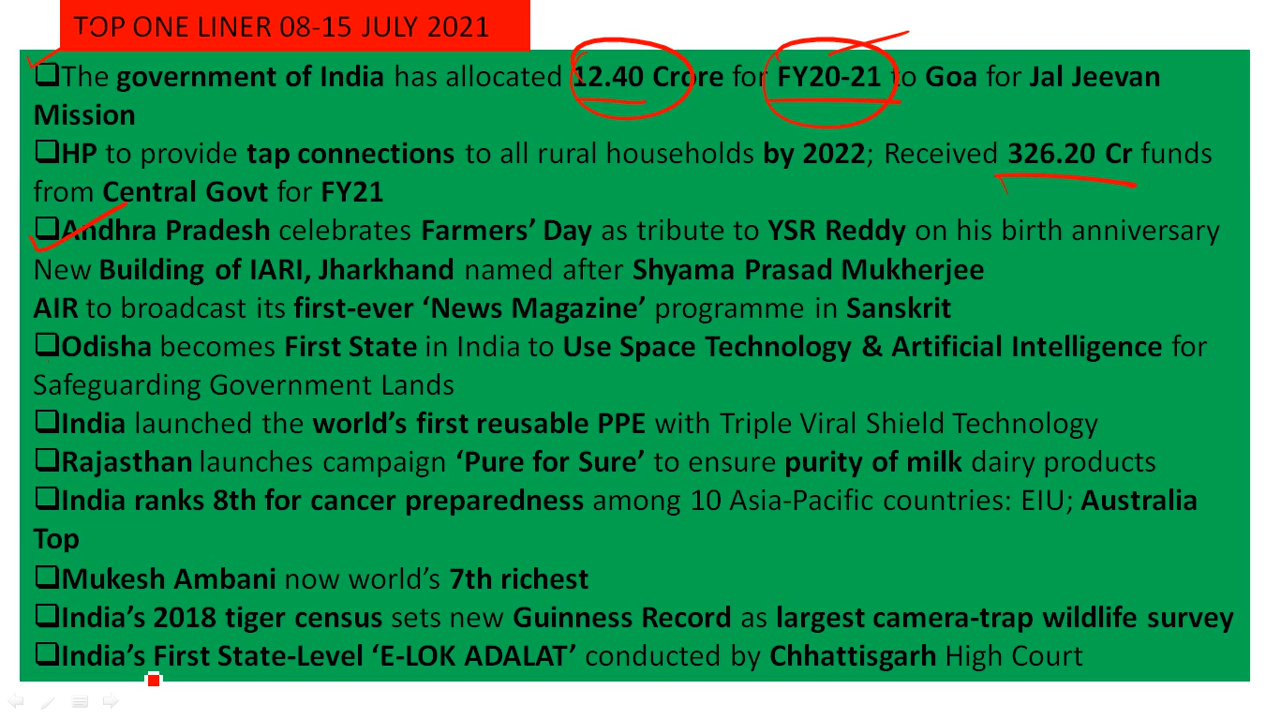 TOP ONE LINER 08-15 JULY 2021
❑The government of India has allocated 12.40 Crore for FY20-21 to Goa for Jal Jeevan
Mission
❑HP to provide tap connections to all rural households by 2022; Received 326.20 Cr funds
from Central Govt for FY21
❑Andhra Pradesh celebrates Farmers’ Day as tribute to YSR Reddy on his birth anniversary
New Building of IARI, Jharkhand named after Shyama Prasad Mukherjee
AIR to broadcast its first-ever ‘News Magazine’ programme in Sanskrit
❑Odisha becomes First State in India to Use Space Technology & Artificial Intelligence for
Safeguarding Government Lands
❑India launched the world’s first reusable PPE with Triple Viral Shield Technology
❑Rajasthan launches campaign ‘Pure for Sure’ to ensure purity of milk dairy products
❑India ranks 8th for cancer preparedness among 10 Asia-Pacific countries: EIU; Australia
Top
❑Mukesh Ambani now world’s 7th richest
❑India’s 2018 tiger census sets new Guinness Record as largest camera-trap wildlife survey
❑India’s First State-Level ‘E-LOK ADALAT’ conducted by Chhattisgarh High Court